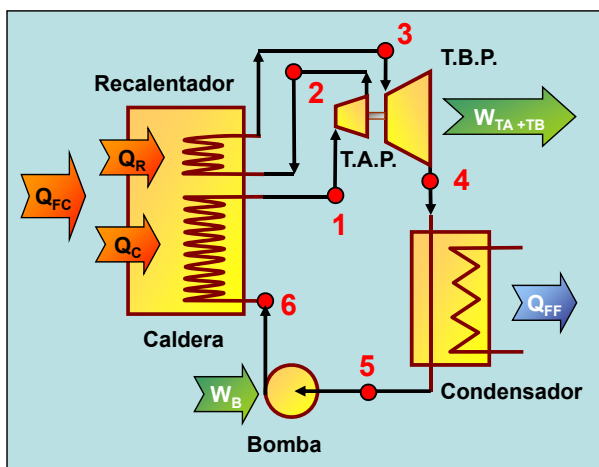 3
T.B.P.
Recalentador
2
W_TA +TB
Q_R
T.A.P.
Q_FC
1
4
Q_C
6
Q_FF
Caldera
5
Condensador
W_B
Bomba